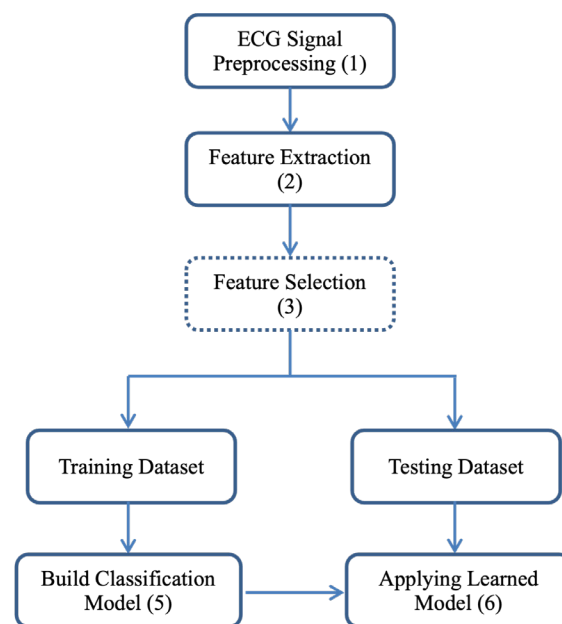 ECG Signal
Preprocessing (1)
Feature Extraction
(2)
Feature Selection
(3)
Training Dataset
Testing Dataset
Build Classification
Model (5)
Applying Learned
Model (6)